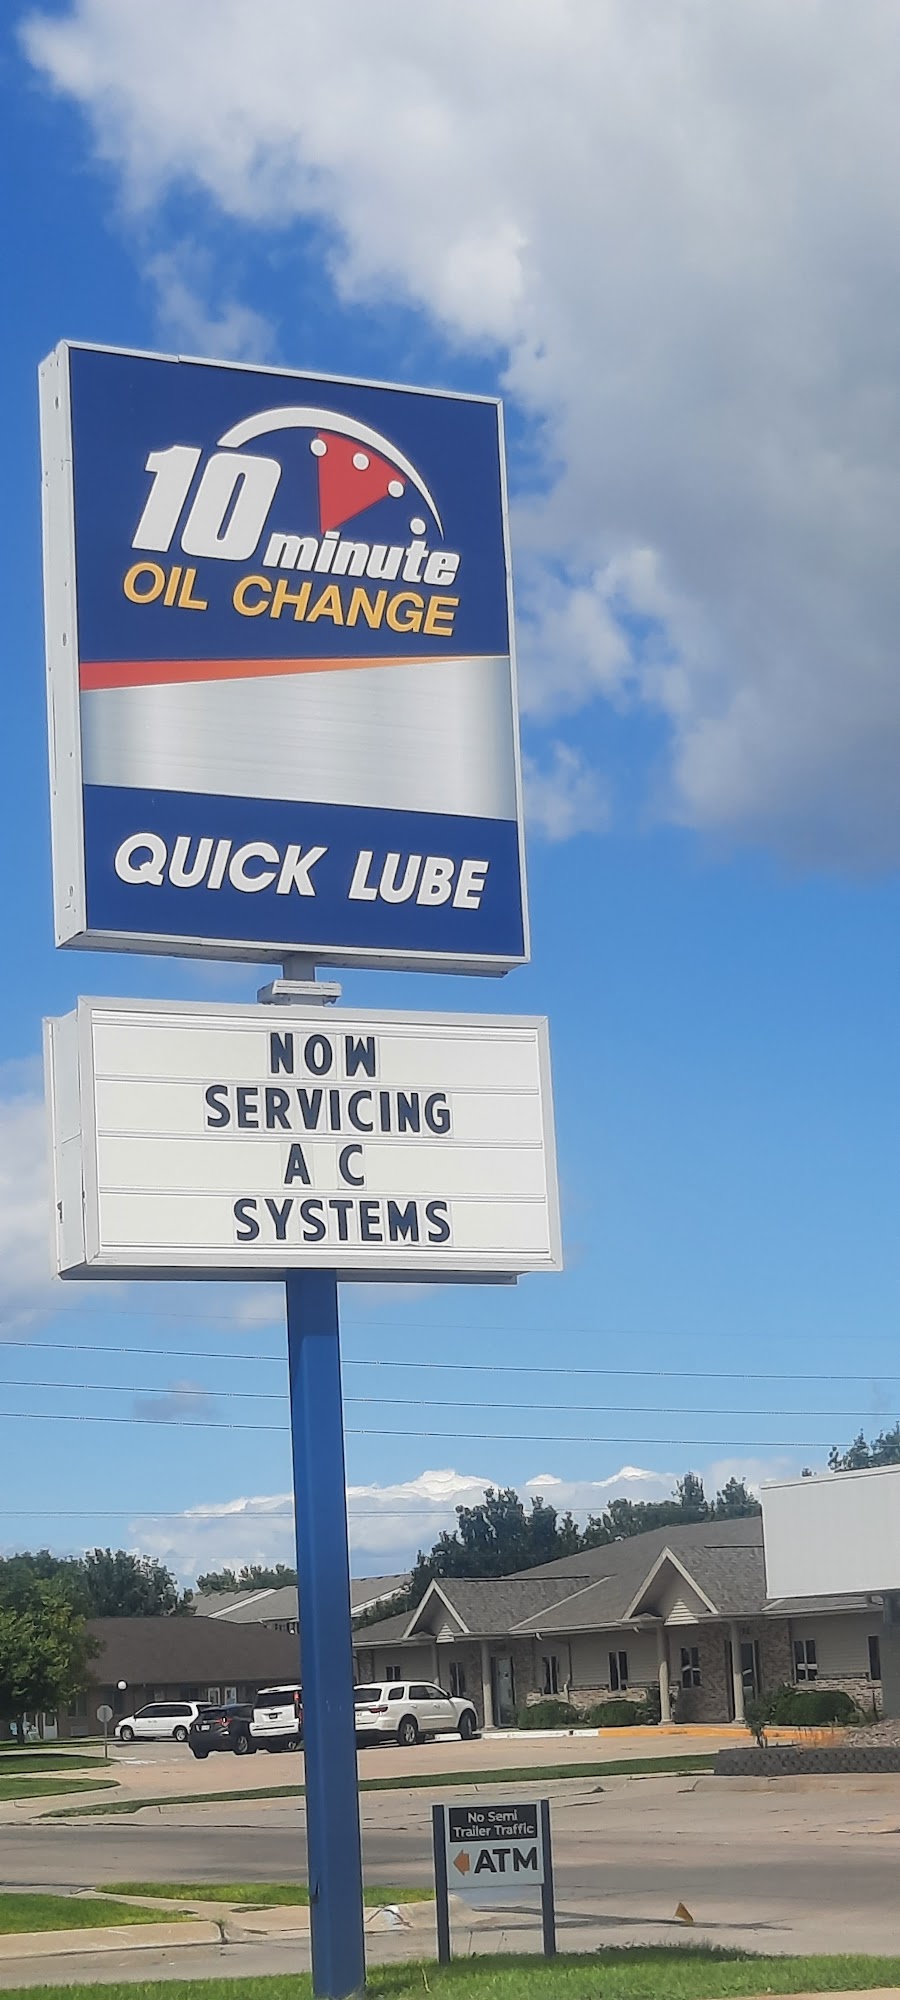 10 minute
OIL CHANGE
QUICK LUBE
NOW
SERVICING
A C
SYSTEMS
No Semi
Trailer Traffic
ATM